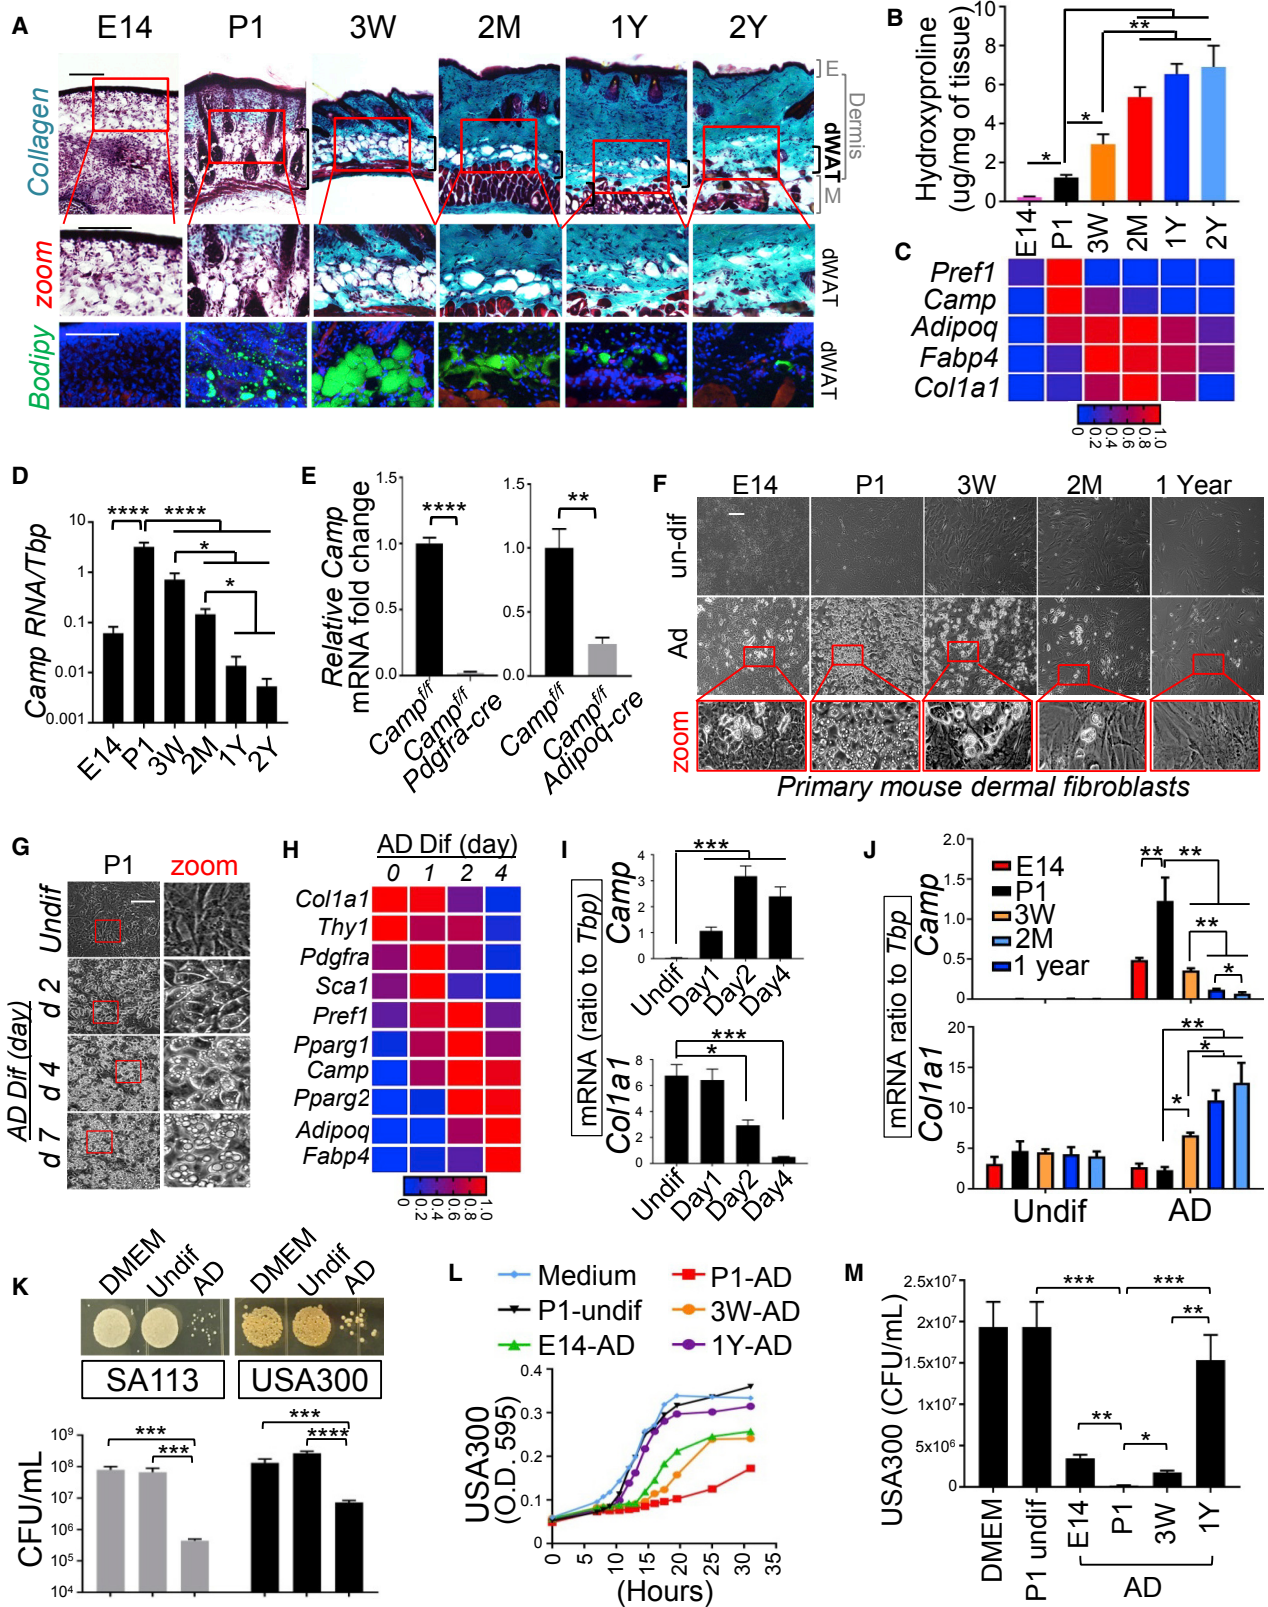 A
E14 P1 3W 2M 1Y 2Y
Collagen
E
Dermis
dWAT
M
zoom
dWAT
Bodipy
dWAT
B
Hydroxyproline
(ug/mg of tissue)
10
8
6
4
2
0
**
*
*
E14 P1 3W 2M 1Y 2Y
C
Pref1
Camp
Adipoq
Fabp4
Col1a1
0 0.2 0.4 0.6 0.8 1.0
D
Camp RNA/Tbp
10
1
0.1
0.01
0.001
**** ****
*
*
E14 P1 3W 2M 1Y 2Y
E
Relative Camp
mRNA fold change
1.5
1.0
0.5
0.0
****
Campf/f
Campf/f
Pdgfra-cre
1.5
1.0
0.5
0.0
**
Campf/f
Campf/f
Adipoq-cre
F
E14 P1 3W 2M 1 Year
un-dif
Ad
zoom
Primary mouse dermal fibroblasts
G
P1 zoom
Undif
d 2
d 4
d 7
AD Dif (day)
H
AD Dif (day)
0 1 2 4
Col1a1
Thy1
Pdgfra
Sca1
Pref1
Pparg1
Camp
Pparg2
Adipoq
Fabp4
0 0.2 0.4 0.6 0.8 1.0
I
mRNA (ratio to Tbp)
Camp
4
3
2
1
0
***
Undif Day1 Day2 Day4
Col1a1
8
6
4
2
0
***
*
Undif Day1 Day2 Day4
J
mRNA ratio to Tbp
Camp
2.0
1.5
1.0
0.5
0
E14
P1
3W
2M
1 year
** **
**
*
Col1a1
20
15
10
5
0
**
*
*
Undif AD
K
DMEM Undif AD DMEM Undif AD
SA113 USA300
CFU/mL
10⁹
10⁸
10⁷
10⁶
10⁵
10⁴
***
***
***
****
L
Medium P1-AD
P1-undif 3W-AD
E14-AD 1Y-AD
USA300
(O.D. 595)
0.4
0.3
0.2
0.1
0
0 5 10 15 20 25 30 35
(Hours)
M
USA300 (CFU/mL)
2.5x10⁷
2x10⁷
1.5x10⁷
1x10⁷
5x10⁶
0
*** ***
**
**
*
DMEM P1 undif E14 P1 3W 1Y
AD